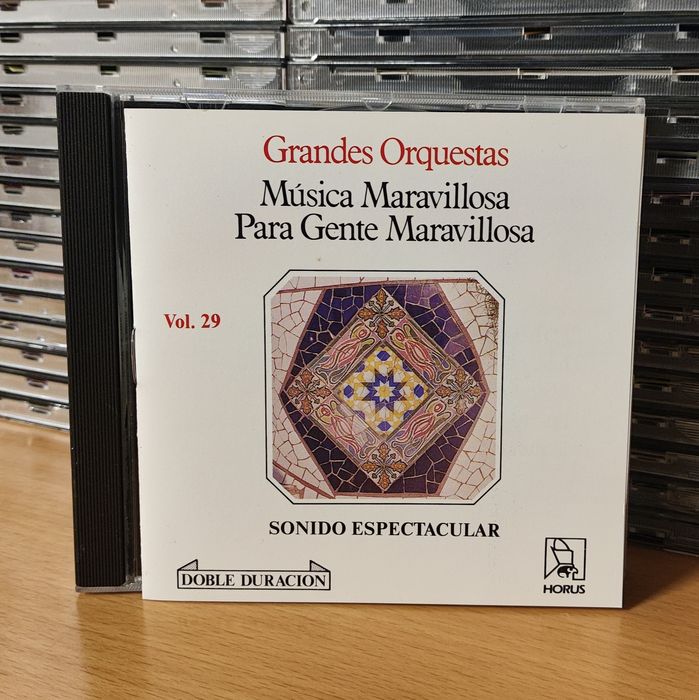 Grandes Orquestas
Música Maravillosa
Para Gente Maravillosa
Vol. 29
SONIDO ESPECTACULAR
DOBLE DURACION
HORUS